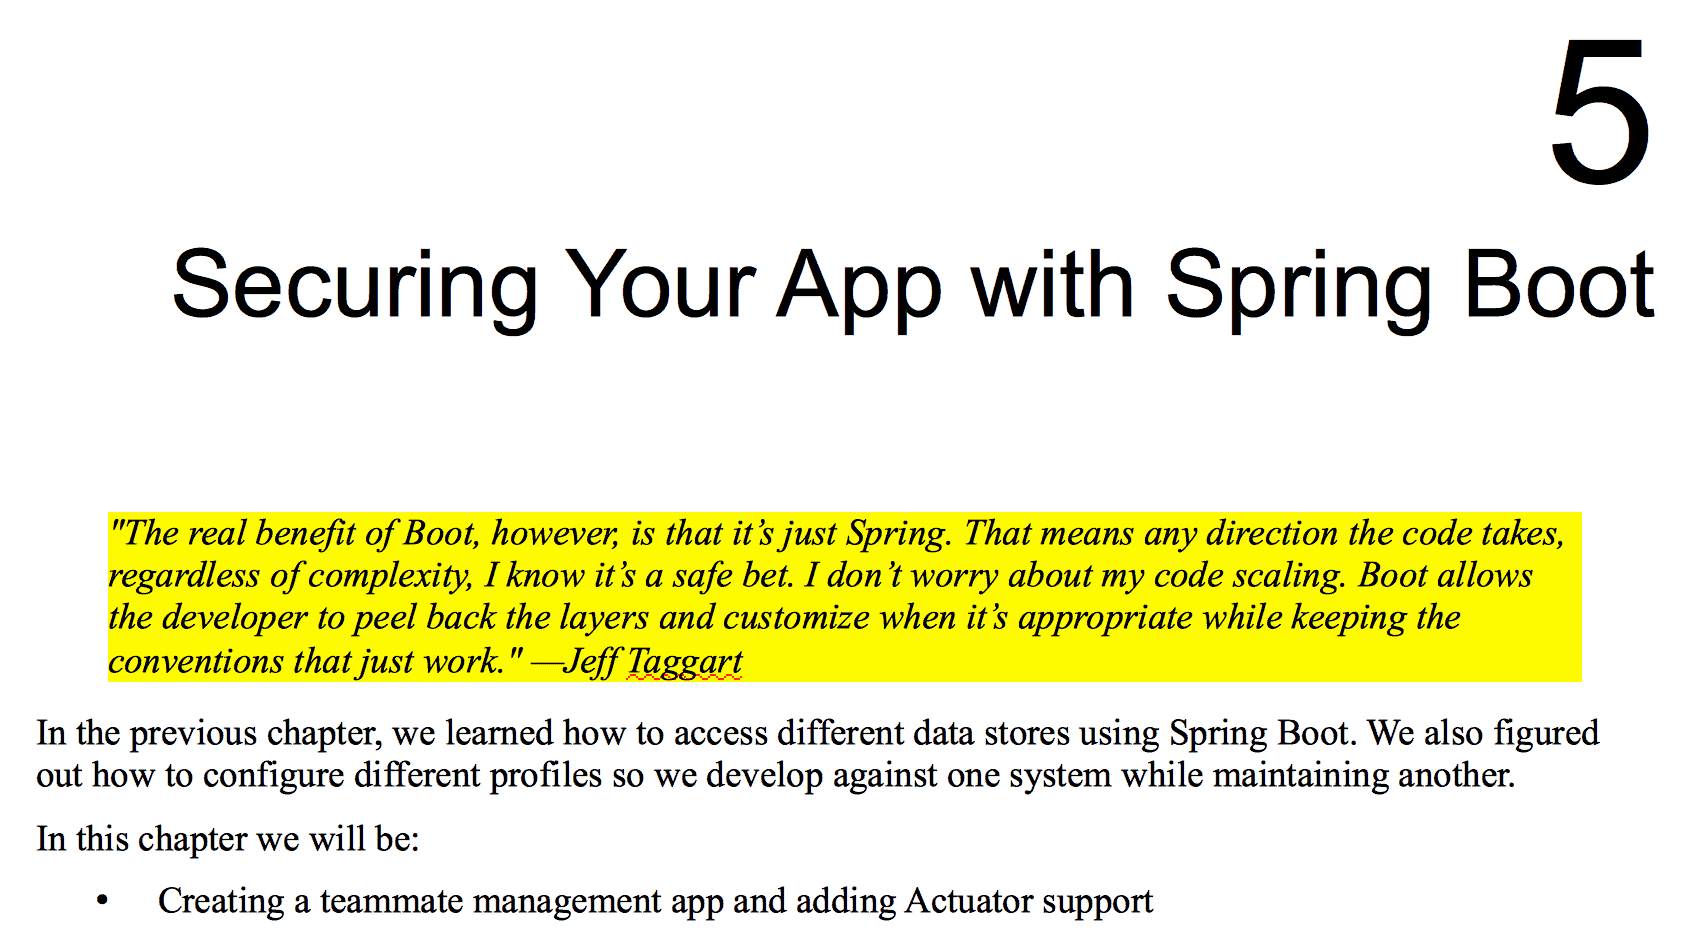 5
Securing Your App with Spring Boot
"The real benefit of Boot, however, is that it’s just Spring. That means any direction the code takes,
regardless of complexity, I know it’s a safe bet. I don’t worry about my code scaling. Boot allows
the developer to peel back the layers and customize when it’s appropriate while keeping the
conventions that just work." —Jeff Taggart
In the previous chapter, we learned how to access different data stores using Spring Boot. We also figured
out how to configure different profiles so we develop against one system while maintaining another.
In this chapter we will be:
• Creating a teammate management app and adding Actuator support